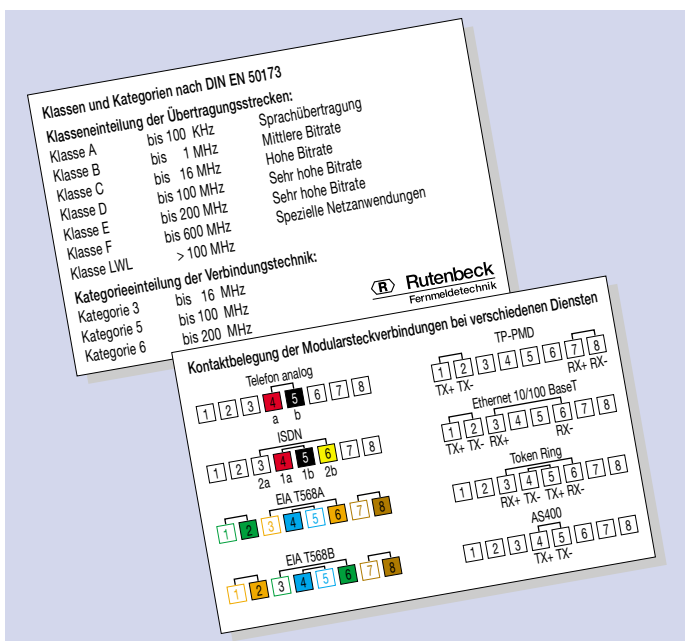 Klassen und Kategorien nach DIN EN 50173
Klasseneinteilung der Übertragungsstrecken:
Klasse A bis 100 KHz Sprachübertragung
Klasse B bis 1 MHz Mittlere Bitrate
Klasse C bis 16 MHz Hohe Bitrate
Klasse D bis 100 MHz Sehr hohe Bitrate
Klasse E bis 200 MHz Sehr hohe Bitrate
Klasse F bis 600 MHz Spezielle Netzanwendungen
Klasse LWL > 100 MHz
Kategorieeinteilung der Verbindungstechnik:
Kategorie 3 bis 16 MHz
Kategorie 5 bis 100 MHz
Kategorie 6 bis 200 MHz
R Rutenbeck
Fernmeldetechnik
Kontaktbelegung der Modularsteckverbindungen bei verschiedenen Diensten
Telefon analog
1 2 3 4 5 6 7 8
a b
ISDN
1 2 3 4 5 6 7 8
2a 1a 1b 2b
EIA T568A
1 2 3 4 5 6 7 8
EIA T568B
1 2 3 4 5 6 7 8
TP-PMD
1 2 3 4 5 6 7 8
TX+ TX- RX+ RX-
Ethernet 10/100 BaseT
1 2 3 4 5 6 7 8
TX+ TX- RX+ RX-
Token Ring
1 2 3 4 5 6 7 8
RX+ TX- TX+ RX-
AS400
1 2 3 4 5 6 7 8
TX+ TX-